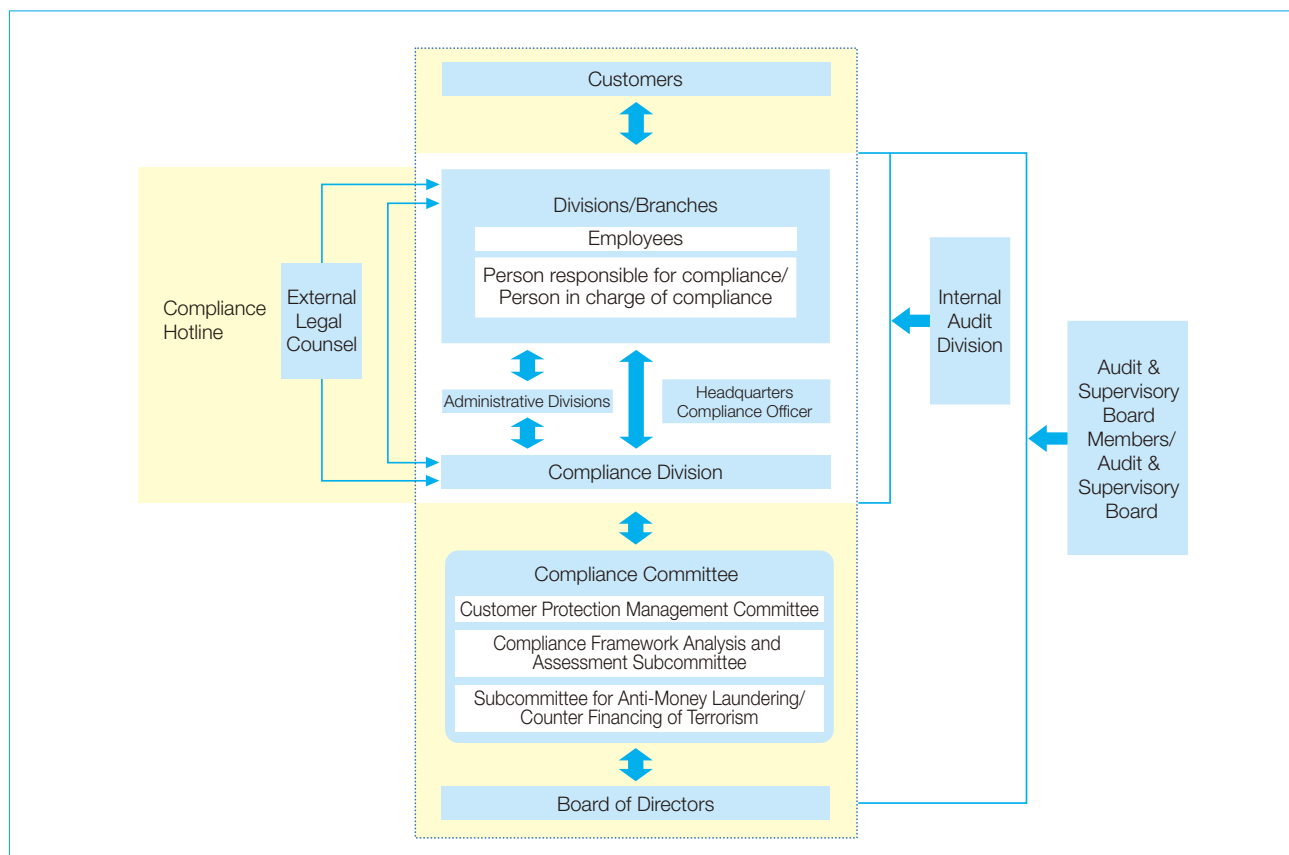 Customers
Divisions/Branches
Employees
Person responsible for compliance/
Person in charge of compliance
Compliance
Hotline
External
Legal
Counsel
Administrative Divisions
Headquarters
Compliance Officer
Compliance Division
Internal
Audit
Division
Audit &
Supervisory
Board
Members/
Audit &
Supervisory
Board
Compliance Committee
Customer Protection Management Committee
Compliance Framework Analysis and
Assessment Subcommittee
Subcommittee for Anti-Money Laundering/
Counter Financing of Terrorism
Board of Directors